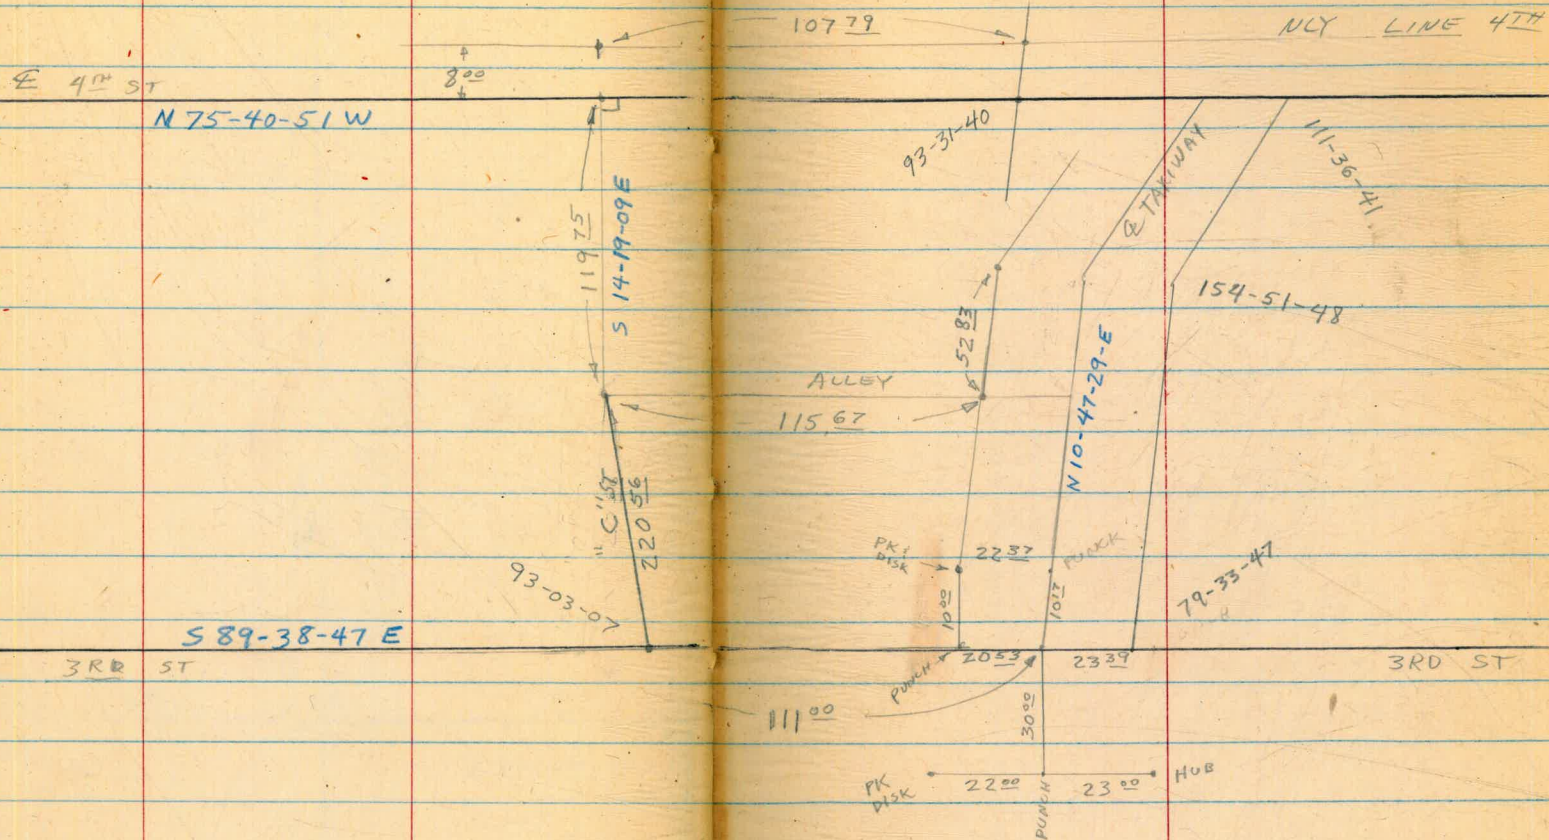 107 79
NLY LINE 4TH
℄ 4TH ST
8 00
N 75-40-51 W
93-31-40
111-36-41
℄ TAXIWAY
119 75
S 14-19-09 E
154-51-48
52 83
N 10-47-29-E
ALLEY
115.67
"C" ST
220 56
PK. DISK
22 37
PUNCK
93-03-07
10 00
10 17
79-33-47
S 89-38-47 E
3RD ST
PUNCH
20 53
23 39
3RD ST
111 00
30 00
PK DISK
22 00
23 00
HUB
PUNCH